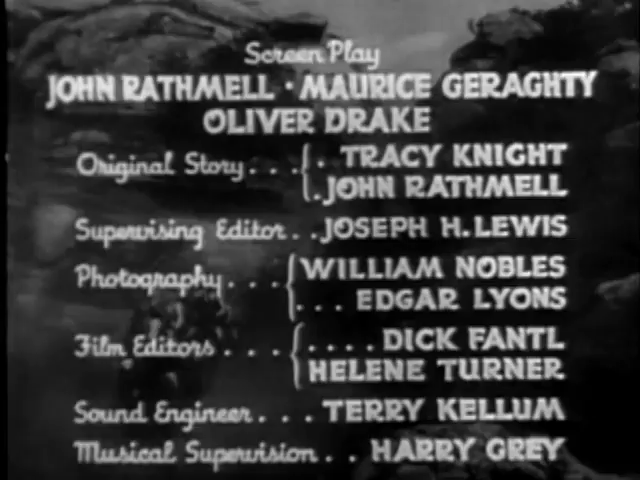 Screen Play
JOHN RATHMELL · MAURICE GERAGHTY
OLIVER DRAKE
Original Story . . . { . TRACY KNIGHT
. JOHN RATHMELL
Supervising Editor . . JOSEPH H. LEWIS
Photography . . . { WILLIAM NOBLES
. . . EDGAR LYONS
Film Editors . . . . { . . . . DICK FANTL
HELENE TURNER
Sound Engineer . . . TERRY KELLUM
Musical Supervision . . HARRY GREY